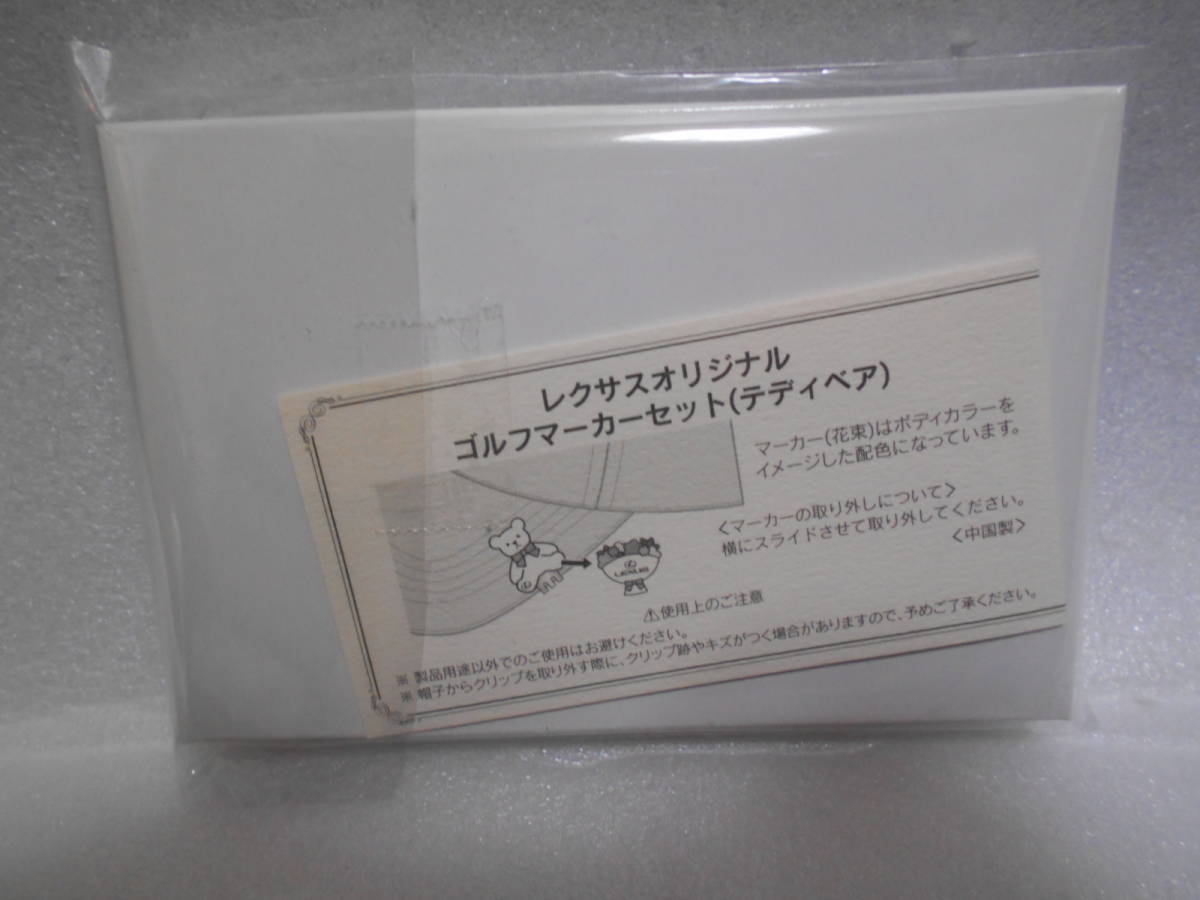 レクサスオリジナル
ゴルフマーカーセット(テディベア)
マーカー(花束)はボディカラーを
イメージした配色になっています。
<マーカーの取り外しについて>
横にスライドさせて取り外してください。
<中国製>
LEXUS
⚠使用上のご注意
※ 製品用途以外でのご使用はお避けください。
※ 帽子からクリップを取り外す際に、クリップ跡やキズがつく場合がありますので、予めご了承ください。